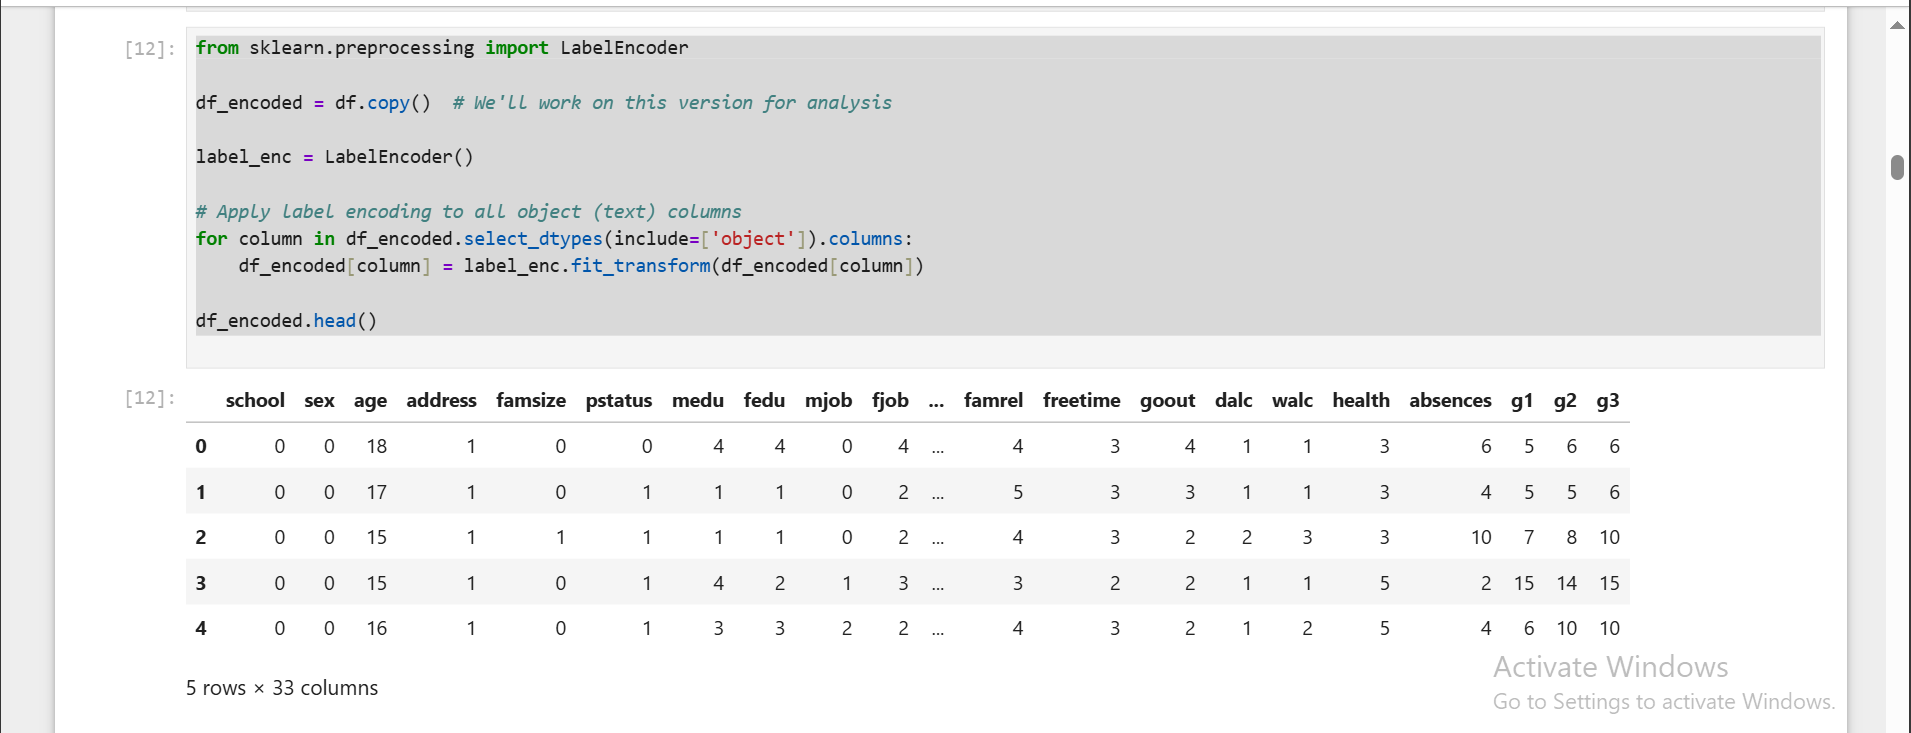 [12]: from sklearn.preprocessing import LabelEncoder
df_encoded = df.copy()  # We'll work on this version for analysis
label_enc = LabelEncoder()
# Apply label encoding to all object (text) columns
for column in df_encoded.select_dtypes(include=['object']).columns:
    df_encoded[column] = label_enc.fit_transform(df_encoded[column])
df_encoded.head()
[12]: school sex age address famsize pstatus medu fedu mjob fjob ... famrel freetime goout dalc walc health absences g1 g2 g3
0 0 0 18 1 0 0 4 4 0 4 ... 4 3 4 1 1 3 6 5 6 6
1 0 0 17 1 0 1 1 1 0 2 ... 5 3 3 1 1 3 4 5 5 6
2 0 0 15 1 1 1 1 1 0 2 ... 4 3 2 2 3 3 10 7 8 10
3 0 0 15 1 0 1 4 2 1 3 ... 3 2 2 1 1 5 2 15 14 15
4 0 0 16 1 0 1 3 3 2 2 ... 4 3 2 1 2 5 4 6 10 10
5 rows × 33 columns
Activate Windows
Go to Settings to activate Windows.